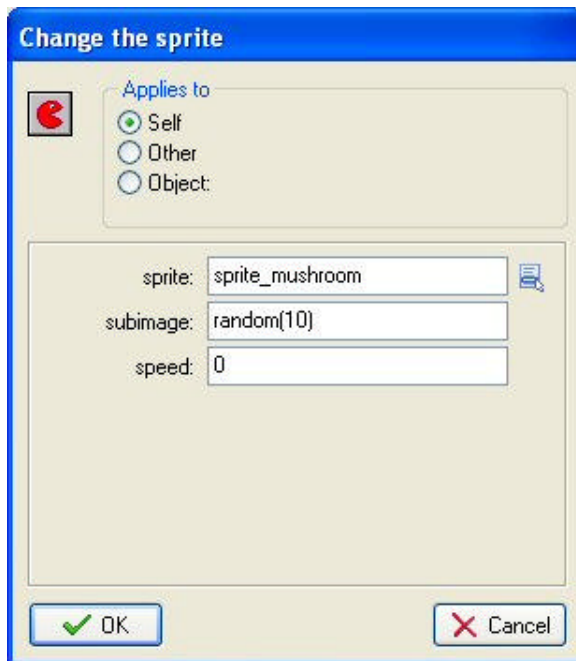 Change the sprite
Applies to
Self
Other
Object:
sprite: sprite_mushroom
subimage: random(10)
speed: 0
OK Cancel